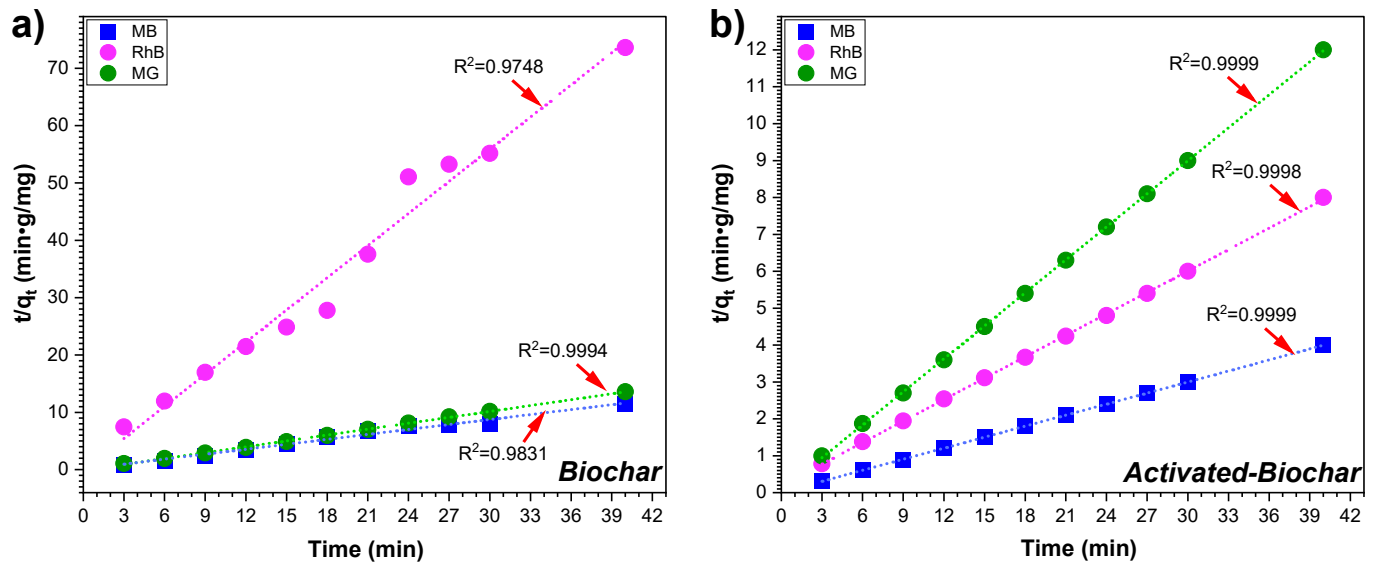 a)
MB
RhB
MG
R²=0.9748
R²=0.9994
R²=0.9831
Biochar
t/qt (min•g/mg)
70
60
50
40
30
20
10
0
0 3 6 9 12 15 18 21 24 27 30 33 36 39 42
Time (min)
b)
MB
RhB
MG
R²=0.9999
R²=0.9998
R²=0.9999
Activated-Biochar
t/qt (min•g/mg)
12
11
10
9
8
7
6
5
4
3
2
1
0
0 3 6 9 12 15 18 21 24 27 30 33 36 39 42
Time (min)